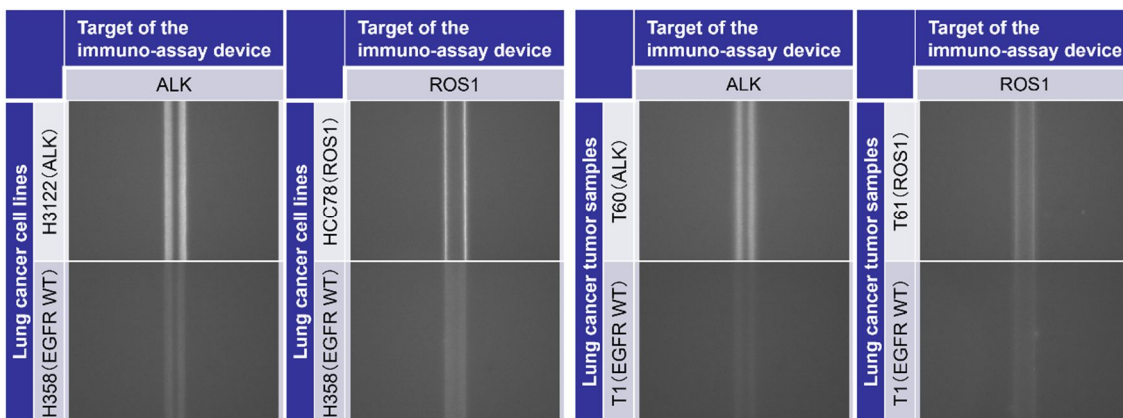 Target of the
immuno-assay device
ALK
Lung cancer cell lines
H3122(ALK)
H358(EGFR WT)
Target of the
immuno-assay device
ROS1
Lung cancer cell lines
HCC78(ROS1)
H358(EGFR WT)
Target of the
immuno-assay device
ALK
Lung cancer tumor samples
T60(ALK)
T1(EGFR WT)
Target of the
immuno-assay device
ROS1
Lung cancer tumor samples
T61(ROS1)
T1(EGFR WT)